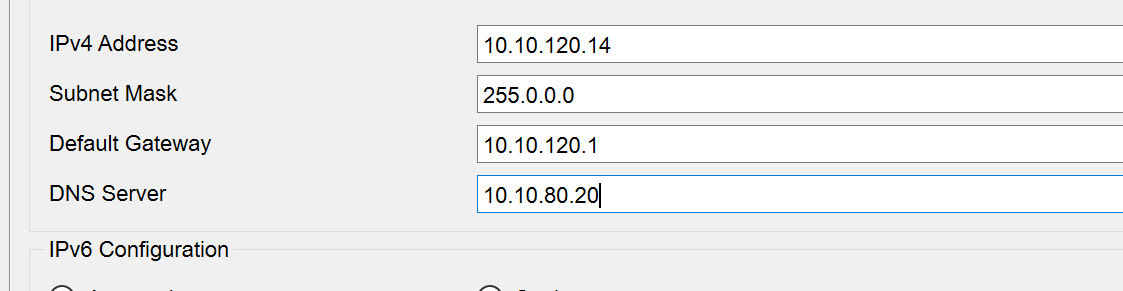 IPv4 Address 10.10.120.14
Subnet Mask 255.0.0.0
Default Gateway 10.10.120.1
DNS Server 10.10.80.20
IPv6 Configuration